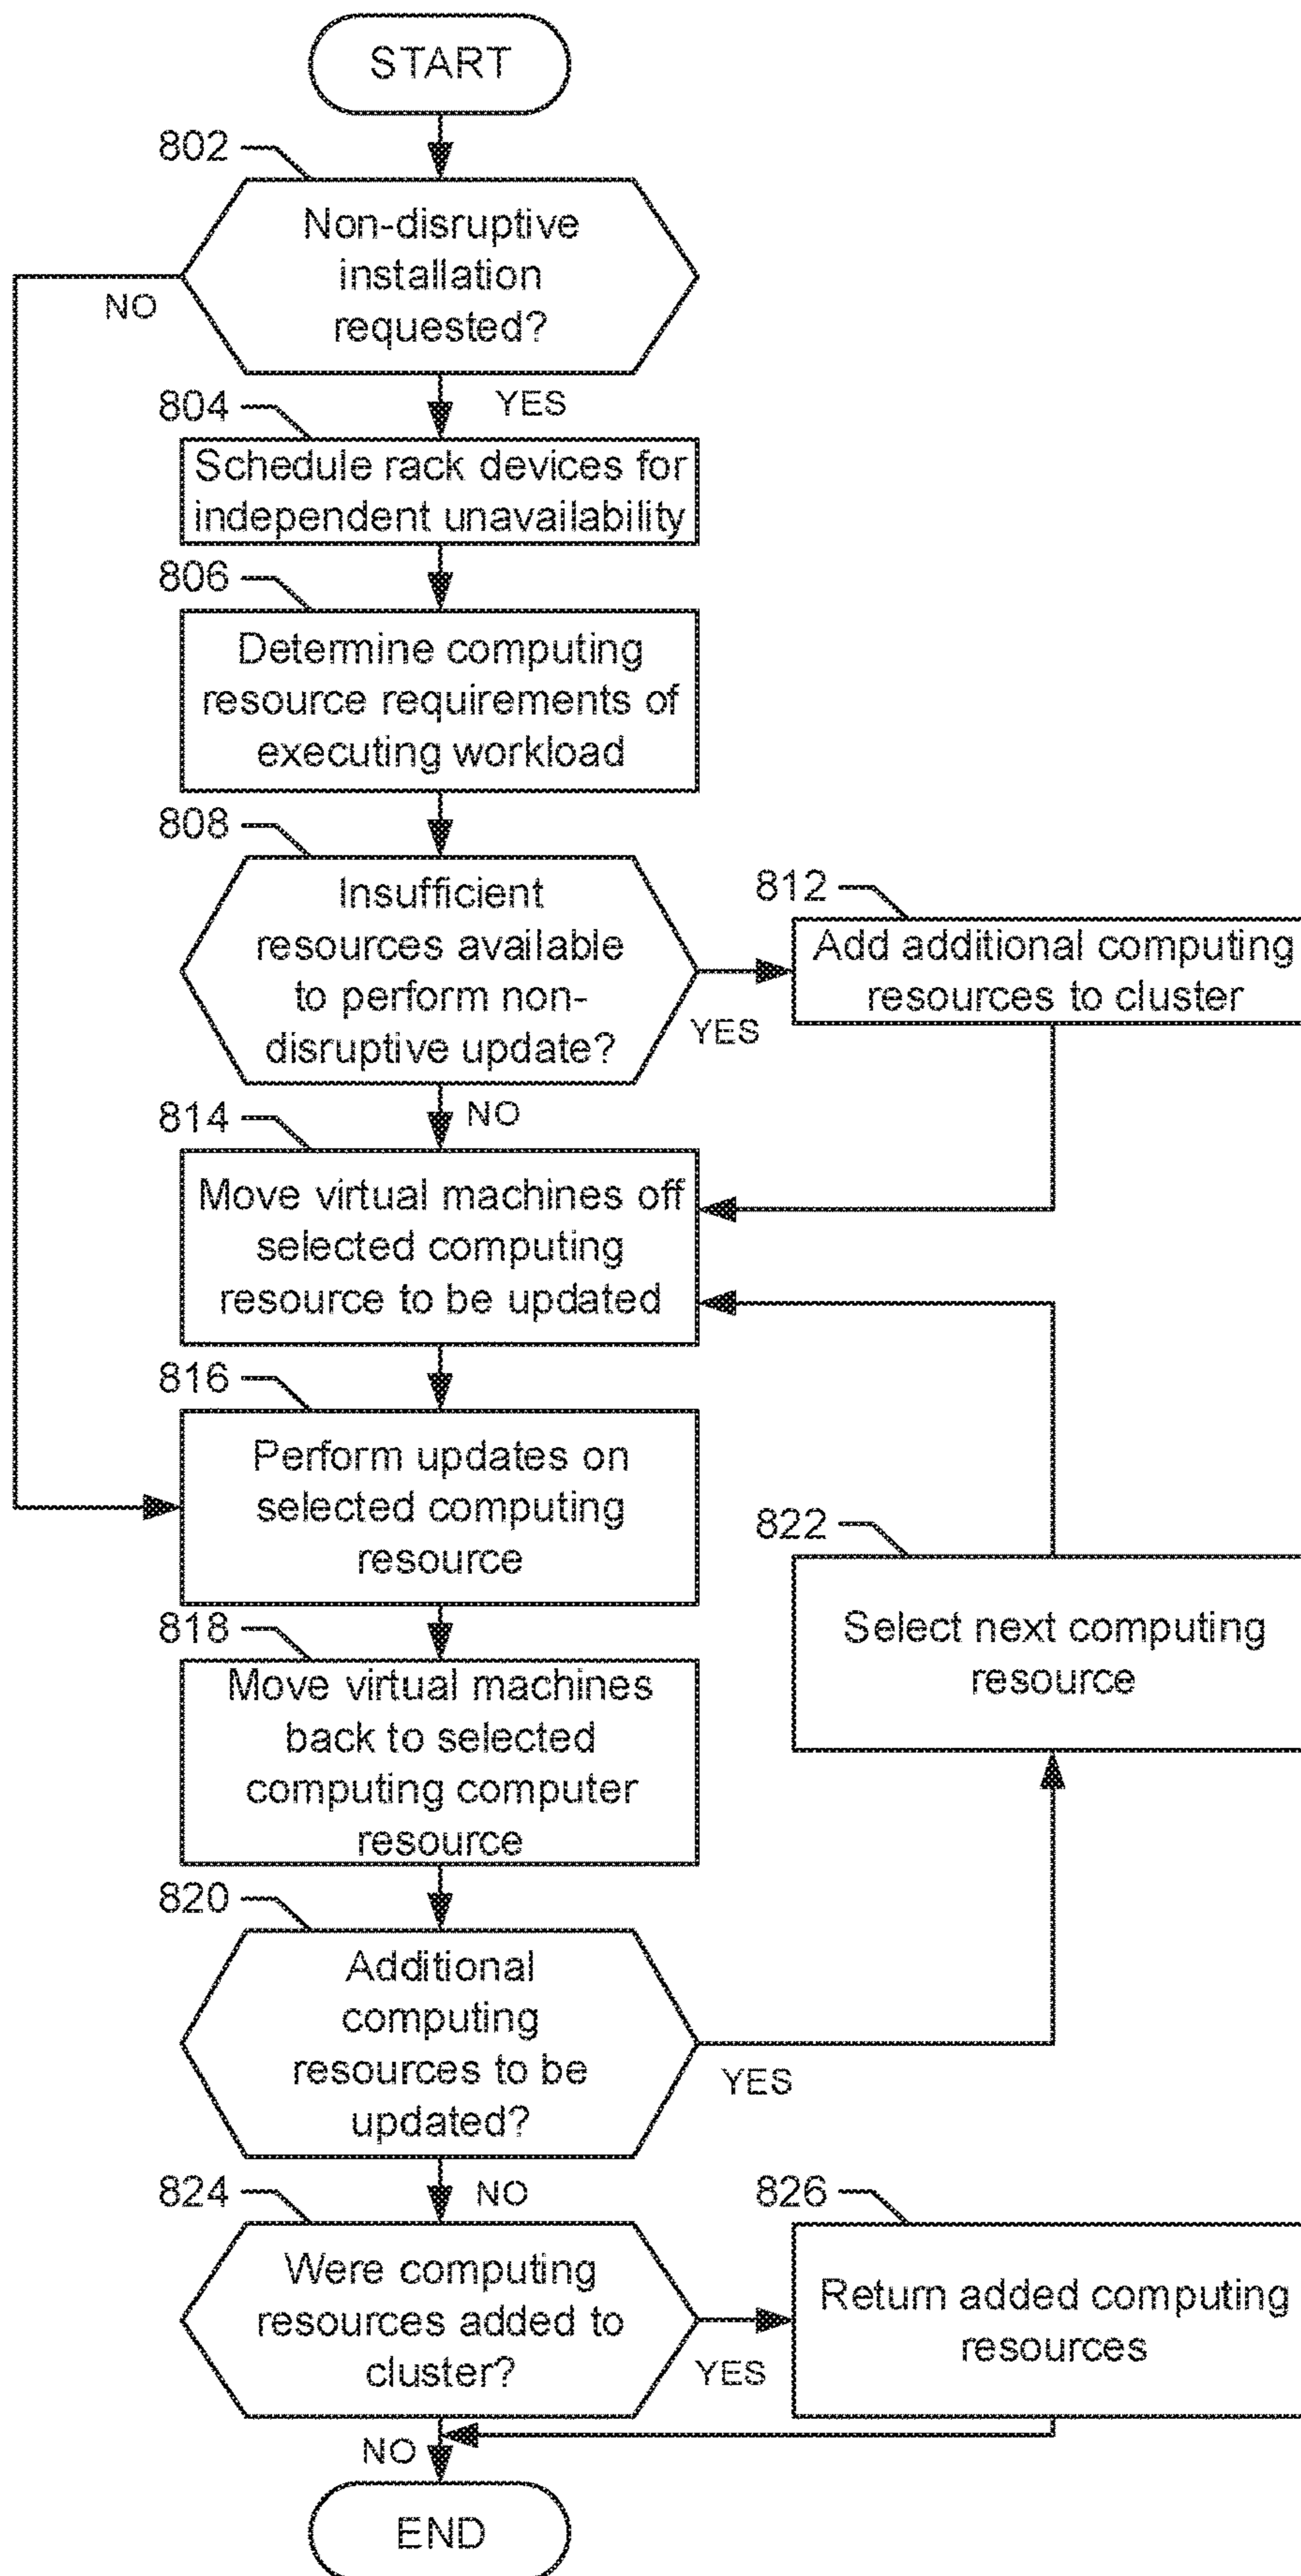 START
802
Non-disruptive
installation
requested?
NO
YES
804
Schedule rack devices for
independent unavailability
806
Determine computing
resource requirements of
executing workload
808
Insufficient
resources available
to perform non-
disruptive update?
YES
812
Add additional computing
resources to cluster
NO
814
Move virtual machines off
selected computing
resource to be updated
816
Perform updates on
selected computing
resource
818
Move virtual machines
back to selected
computing computer
resource
822
Select next computing
resource
820
Additional
computing
resources to be
updated?
YES
NO
824
Were computing
resources added to
cluster?
YES
826
Return added computing
resources
NO
END